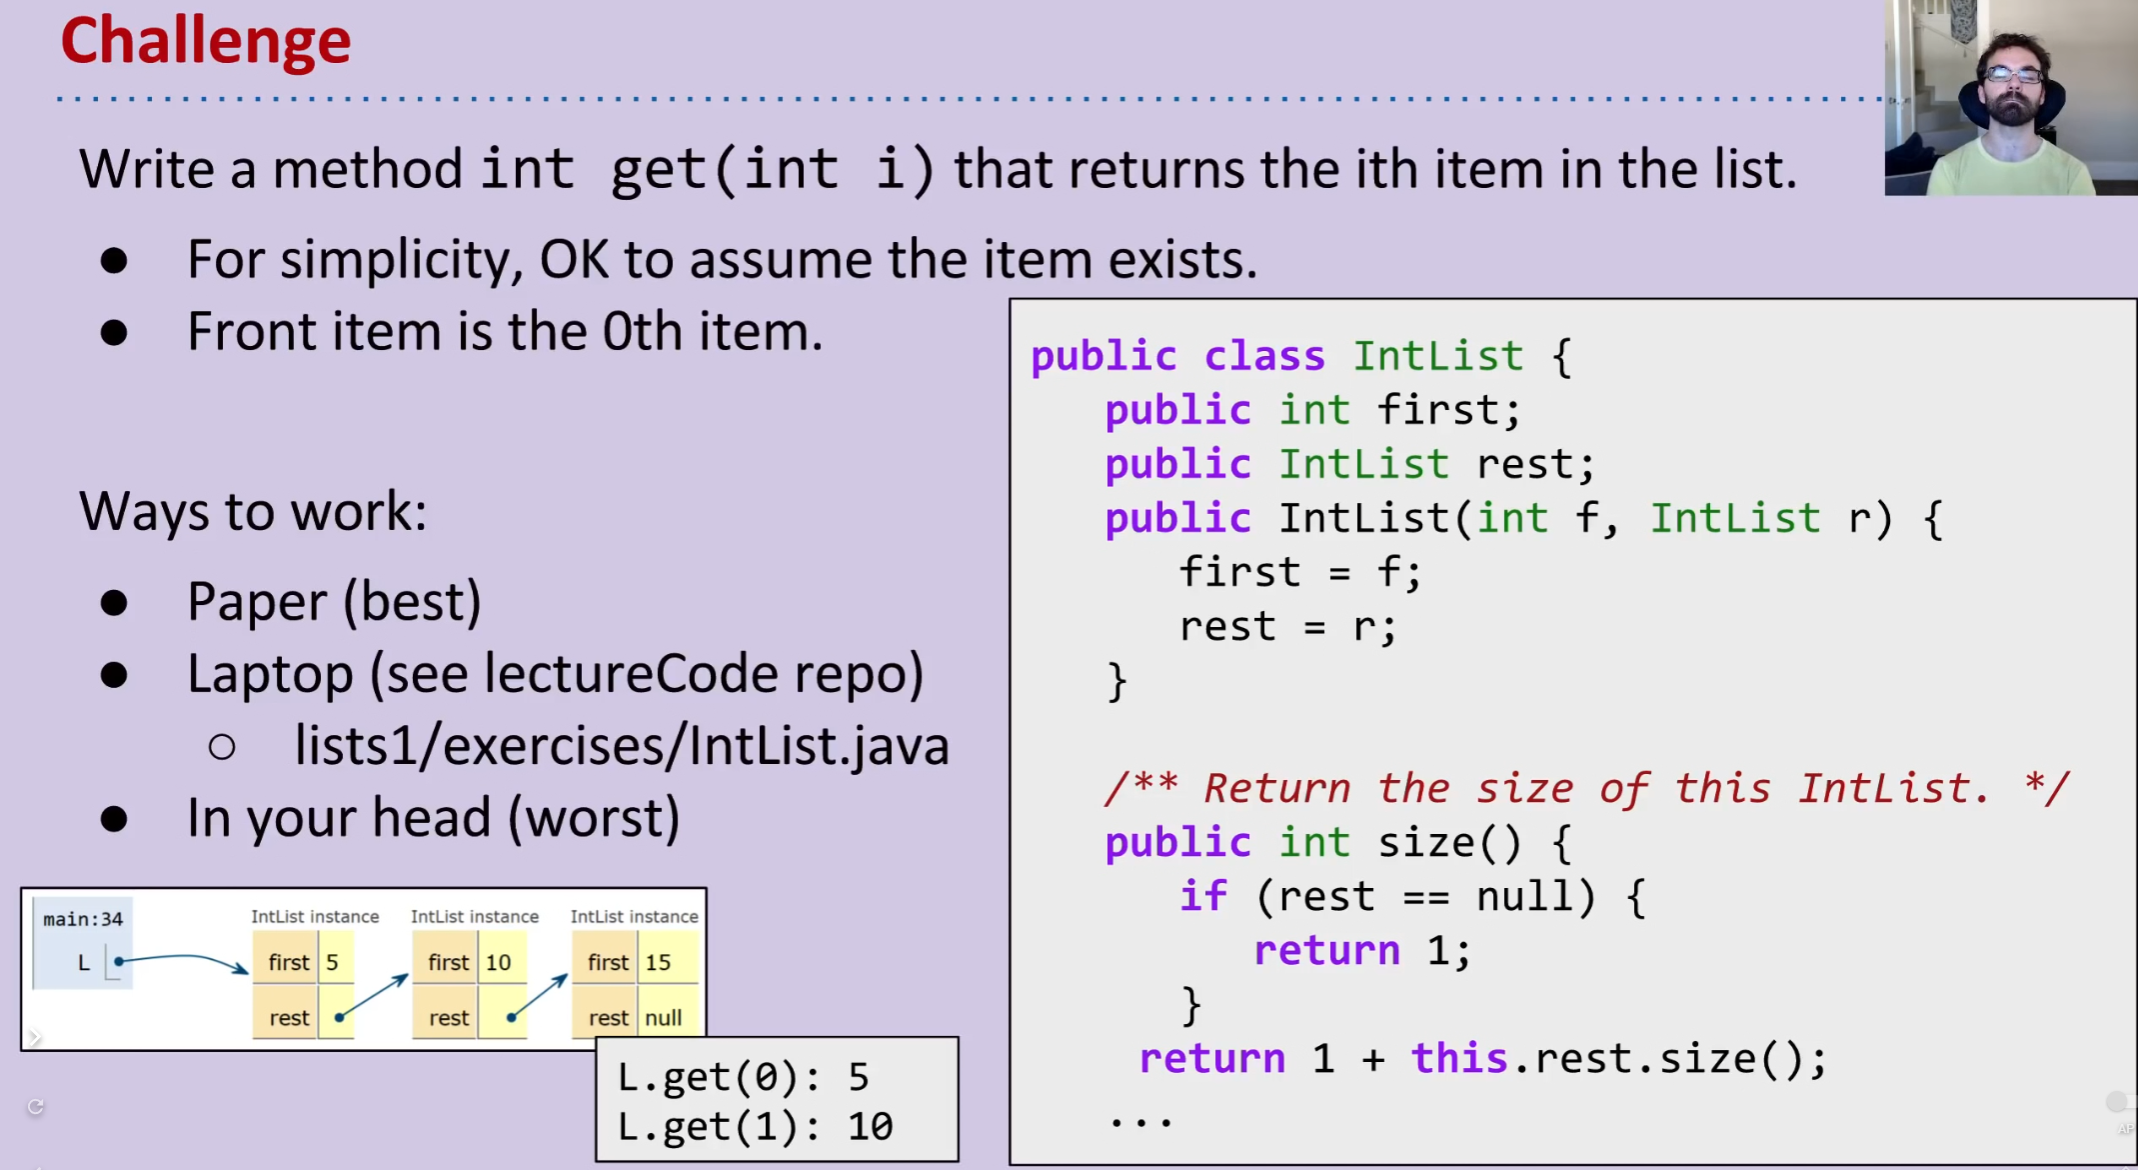 Challenge
Write a method int get(int i) that returns the ith item in the list.
● For simplicity, OK to assume the item exists.
● Front item is the 0th item.
Ways to work:
● Paper (best)
● Laptop (see lectureCode repo)
○ lists1/exercises/IntList.java
● In your head (worst)
public class IntList {
public int first;
public IntList rest;
public IntList(int f, IntList r) {
first = f;
rest = r;
}
/** Return the size of this IntList. */
public int size() {
if (rest == null) {
return 1;
}
return 1 + this.rest.size();
...
main:34
L
IntList instance IntList instance IntList instance
first 5 first 10 first 15
rest rest rest null
L.get(0): 5
L.get(1): 10